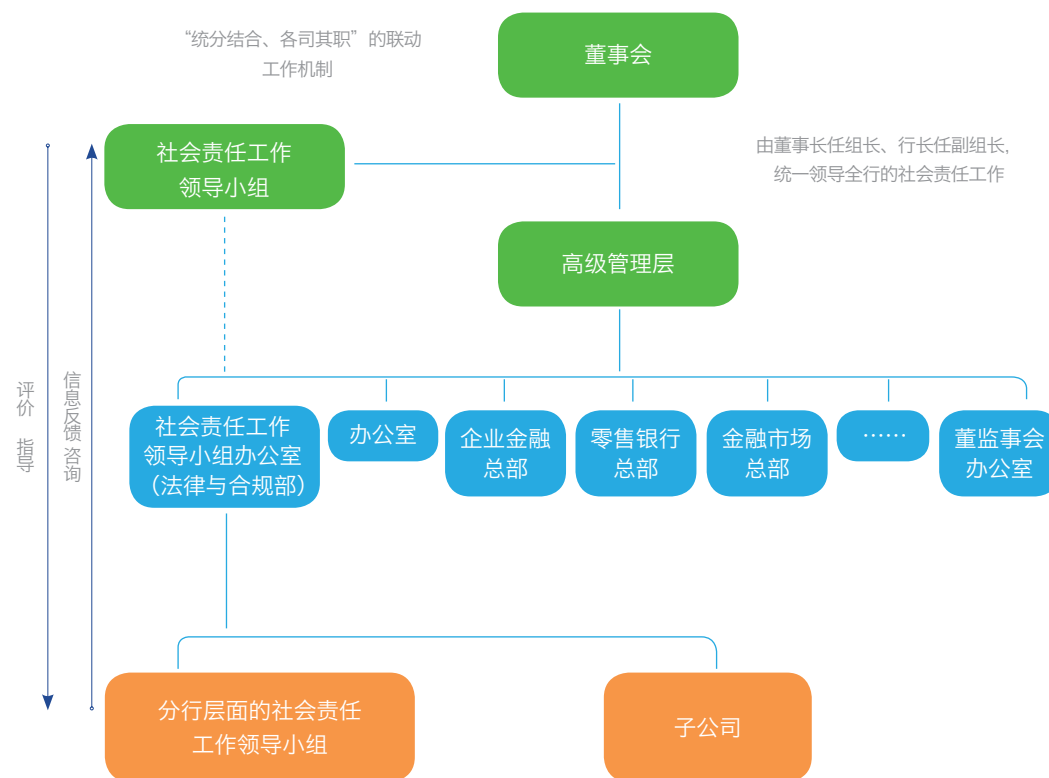 “统分结合、各司其职”的联动
工作机制
董事会
社会责任工作
领导小组
由董事长任组长、行长任副组长,
统一领导全行的社会责任工作
高级管理层
评价 指导
信息反馈 咨询
社会责任工作
领导小组办公室
（法律与合规部）
办公室
企业金融
总部
零售银行
总部
金融市场
总部
……
董监事会
办公室
分行层面的社会责任
工作领导小组
子公司